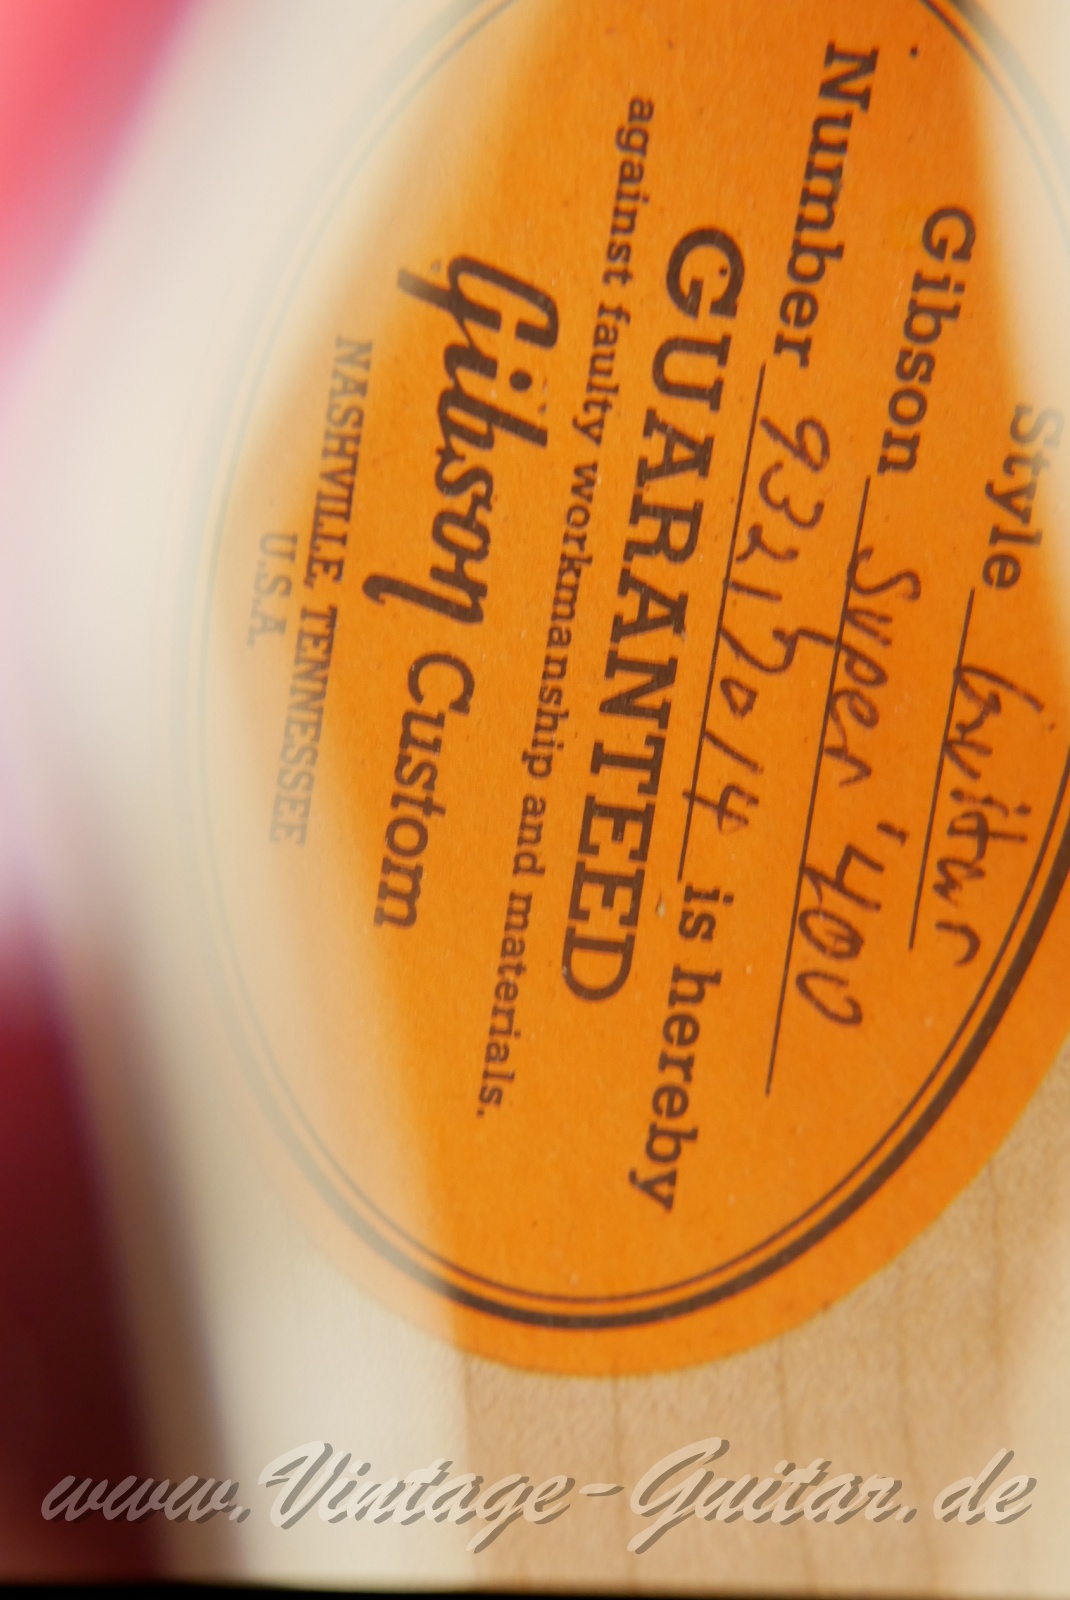 Style Guitar
Gibson Super '400
Number 93215014 is hereby
GUARANTEED
against faulty workmanship and materials.
Gibson Custom
NASHVILLE, TENNESSEE
U.S.A.
www.Vintage-Guitar.de